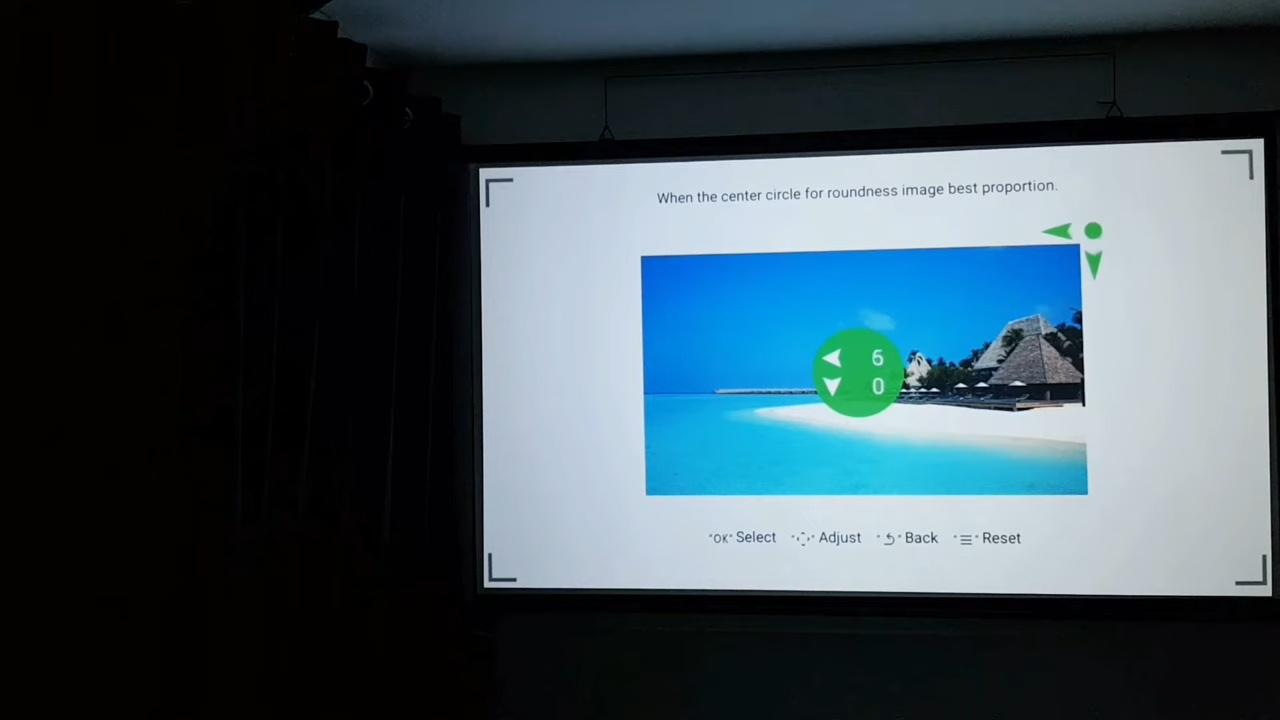 When the center circle for roundness image best proportion.
6
0
"OK" Select " " Adjust " " Back " " Reset